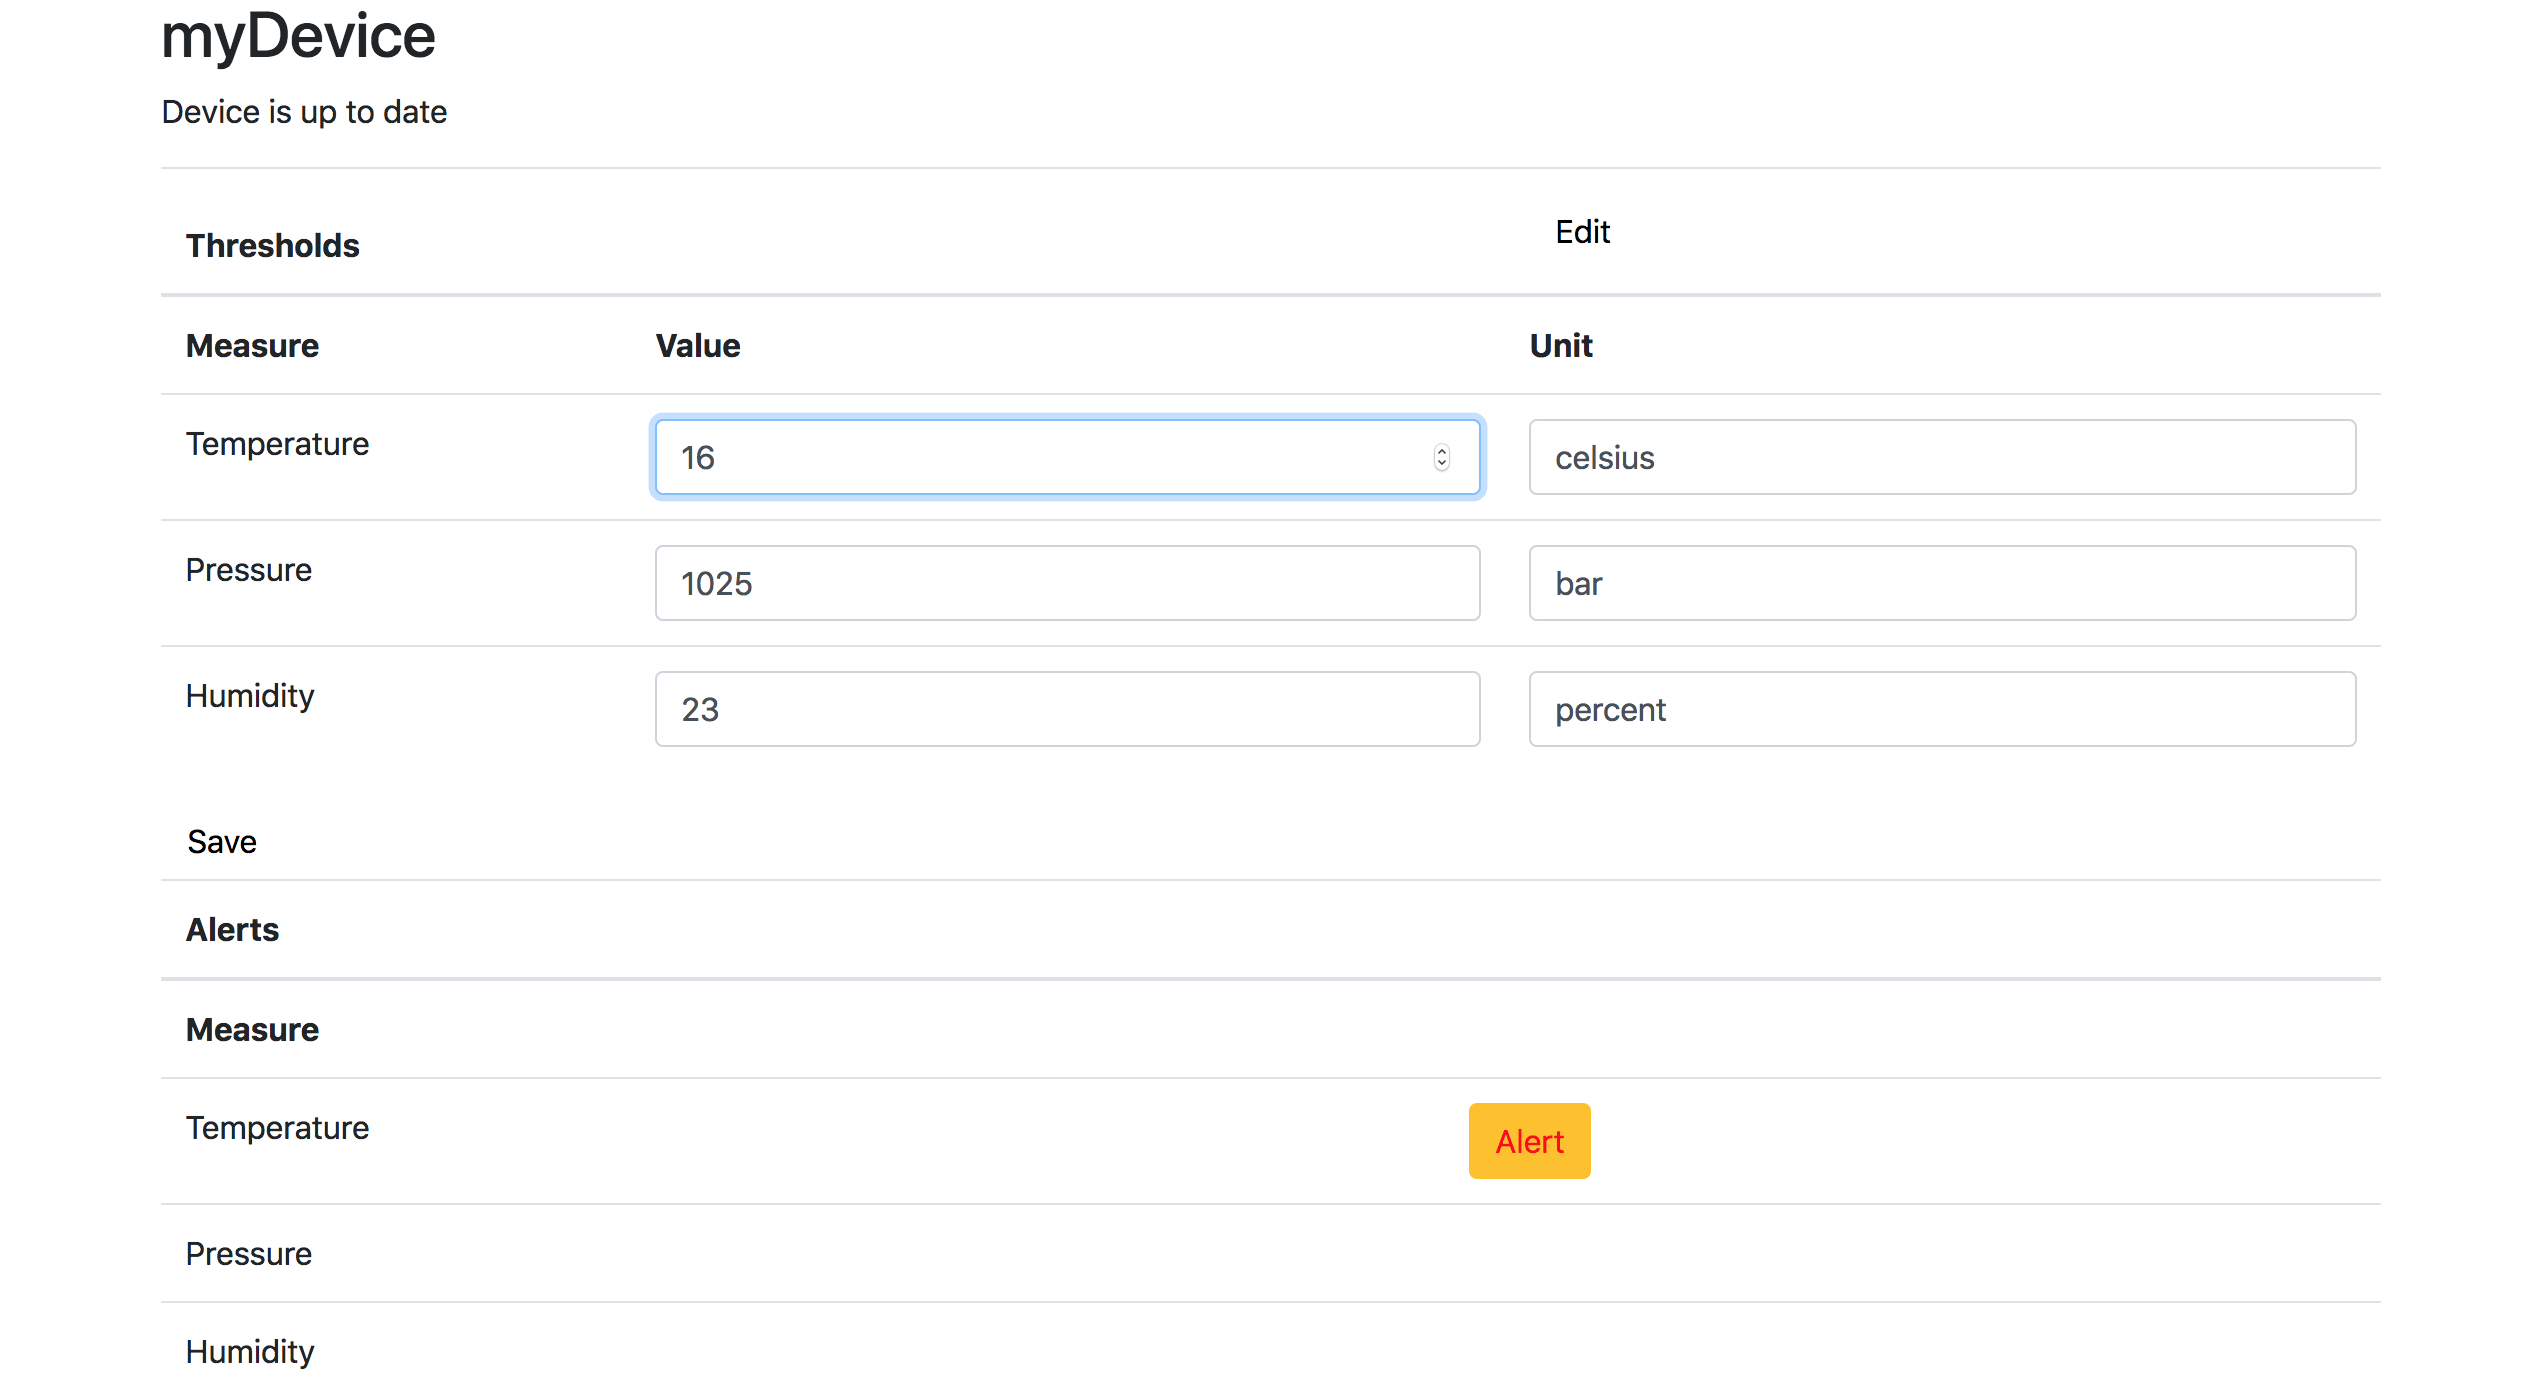 myDevice
Device is up to date
Thresholds Edit
Measure Value Unit
Temperature 16 celsius
Pressure 1025 bar
Humidity 23 percent
Save
Alerts
Measure
Temperature Alert
Pressure
Humidity